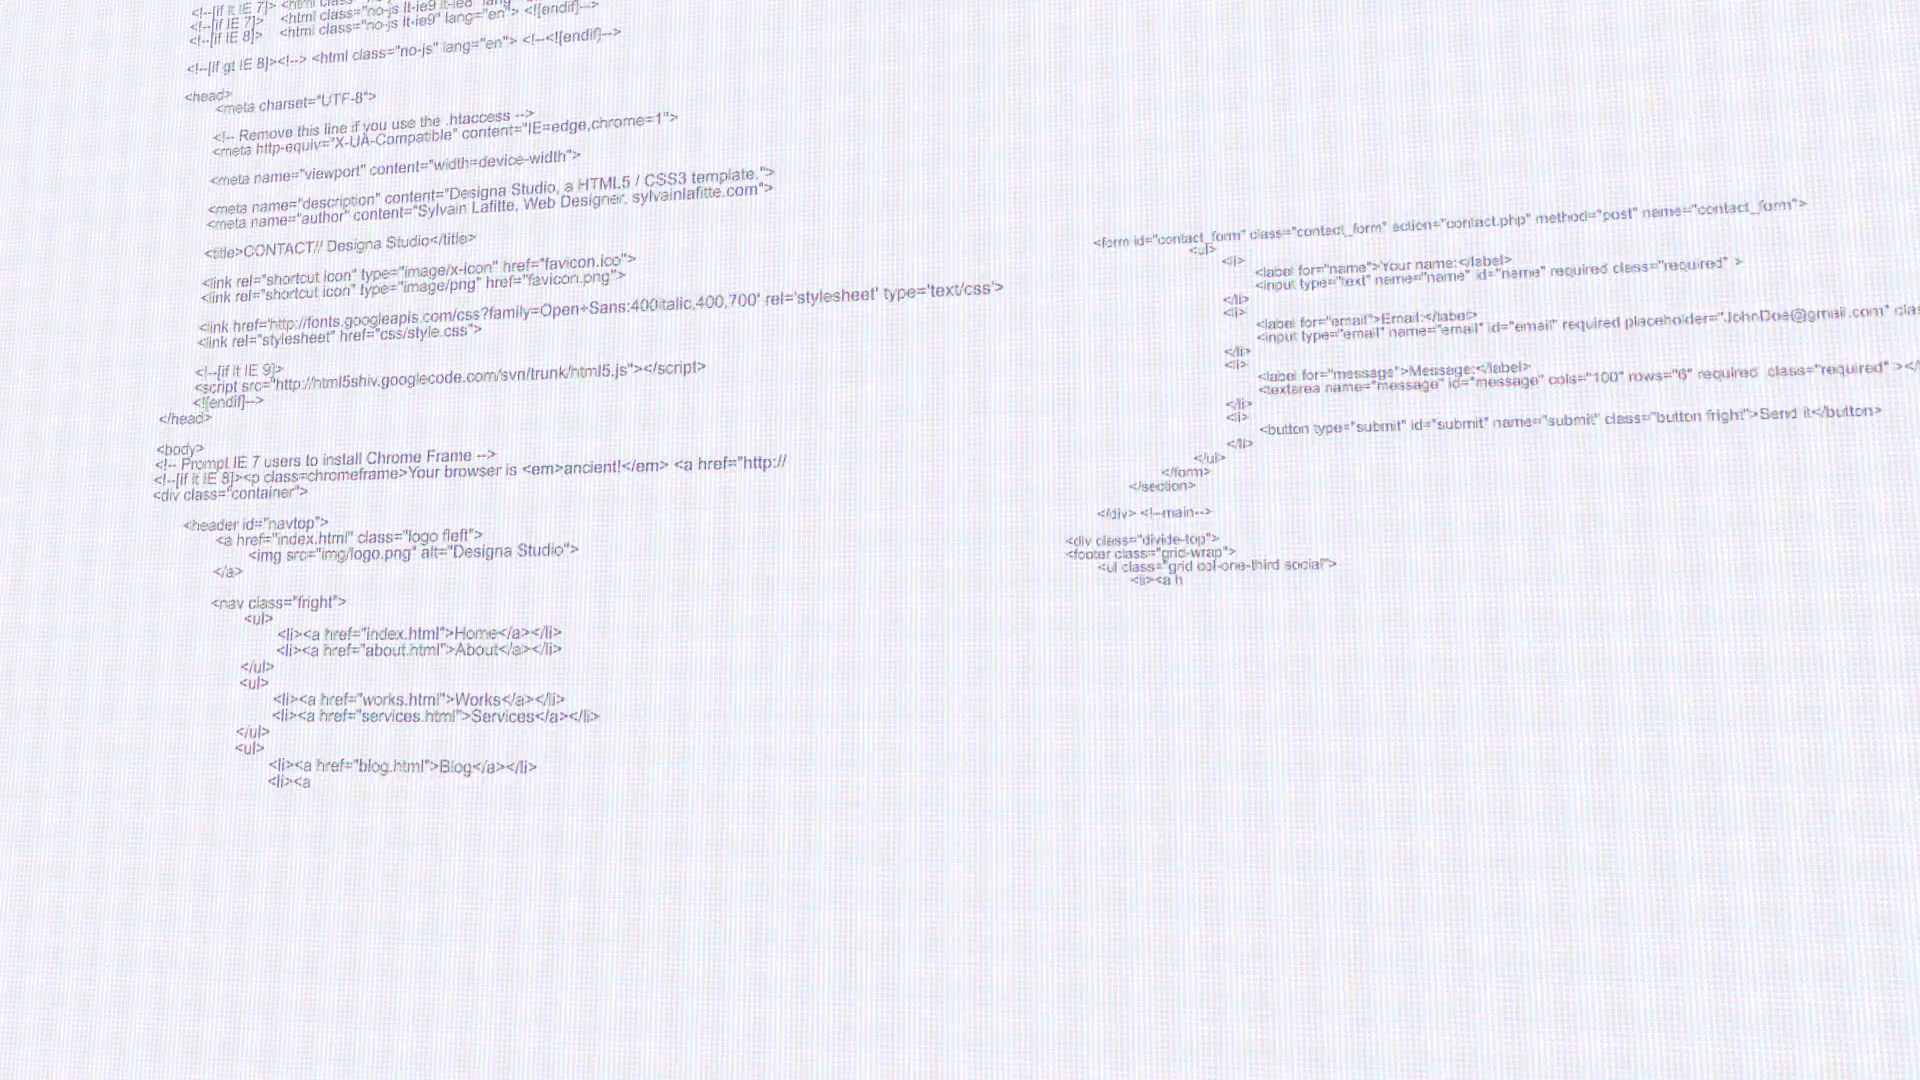 <!--[if lt IE 7]> <html class=
<!--[if IE 7]> <html class="no-js lt-ie9 lt-ie8" lang=
<!--[if IE 8]> <html class="no-js lt-ie9" lang="en"> <![endif]-->
<!--[if gt IE 8]><!--> <html class="no-js" lang="en"> <!--<![endif]-->
<head>
<meta charset="UTF-8">
<!-- Remove this line if you use the .htaccess -->
<meta http-equiv="X-UA-Compatible" content="IE=edge,chrome=1">
<meta name="viewport" content="width=device-width">
<meta name="description" content="Designa Studio, a HTML5 / CSS3 template.">
<meta name="author" content="Sylvain Lafitte, Web Designer, sylvainlafitte.com">
<title>CONTACT// Designa Studio</title>
<link rel="shortcut icon" type="image/x-icon" href="favicon.ico">
<link rel="shortcut icon" type="image/png" href="favicon.png">
<link href='http://fonts.googleapis.com/css?family=Open+Sans:400italic,400,700' rel='stylesheet' type='text/css'>
<link rel="stylesheet" href="css/style.css">
<!--[if lt IE 9]>
<script src="http://html5shiv.googlecode.com/svn/trunk/html5.js"></script>
<![endif]-->
</head>
<body>
<!-- Prompt IE 7 users to install Chrome Frame -->
<!--[if lt IE 8]><p class=chromeframe>Your browser is <em>ancient!</em> <a href="http://
<div class="container">
<header id="navtop">
<a href="index.html" class="logo fleft">
<img src="img/logo.png" alt="Designa Studio">
</a>
<nav class="fright">
<ul>
<li><a href="index.html">Home</a></li>
<li><a href="about.html">About</a></li>
</ul>
<ul>
<li><a href="works.html">Works</a></li>
<li><a href="services.html">Services</a></li>
</ul>
<ul>
<li><a href="blog.html">Blog</a></li>
<li><a
<form id="contact_form" class="contact_form" action="contact.php" method="post" name="contact_form">
<ul>
<li>
<label for="name">Your name:</label>
<input type="text" name="name" id="name" required class="required" >
</li>
<li>
<label for="email">Email:</label>
<input type="email" name="email" id="email" required placeholder="JohnDoe@gmail.com" clas
</li>
<li>
<label for="message">Message:</label>
<textarea name="message" id="message" cols="100" rows="6" required class="required" ></
</li>
<li>
<button type="submit" id="submit" name="submit" class="button fright">Send it</button>
</li>
</ul>
</form>
</section>
</div> <!--main-->
<div class="divide-top">
<footer class="grid-wrap">
<ul class="grid col-one-third social">
<li><a h